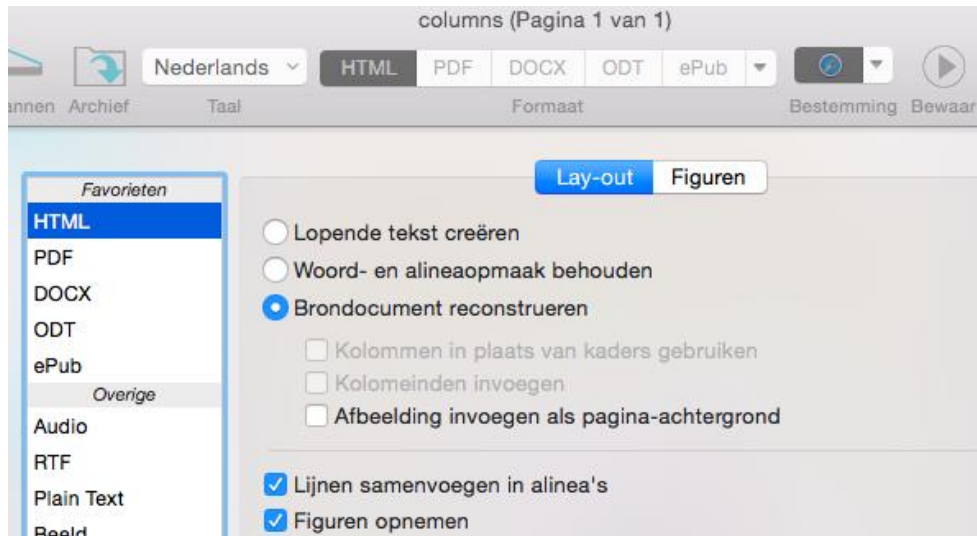 columns (Pagina 1 van 1)
Nederlands HTML PDF DOCX ODT ePub
Archief Taal Formaat Bestemming
Lay-out Figuren
Favorieten
HTML
PDF
DOCX
ODT
ePub
Overige
Audio
RTF
Plain Text
Beeld
Lopende tekst creëren
Woord- en alineaopmaak behouden
Brondocument reconstrueren
Kolommen in plaats van kaders gebruiken
Kolomeinden invoegen
Afbeelding invoegen als pagina-achtergrond
Lijnen samenvoegen in alinea's
Figuren opnemen